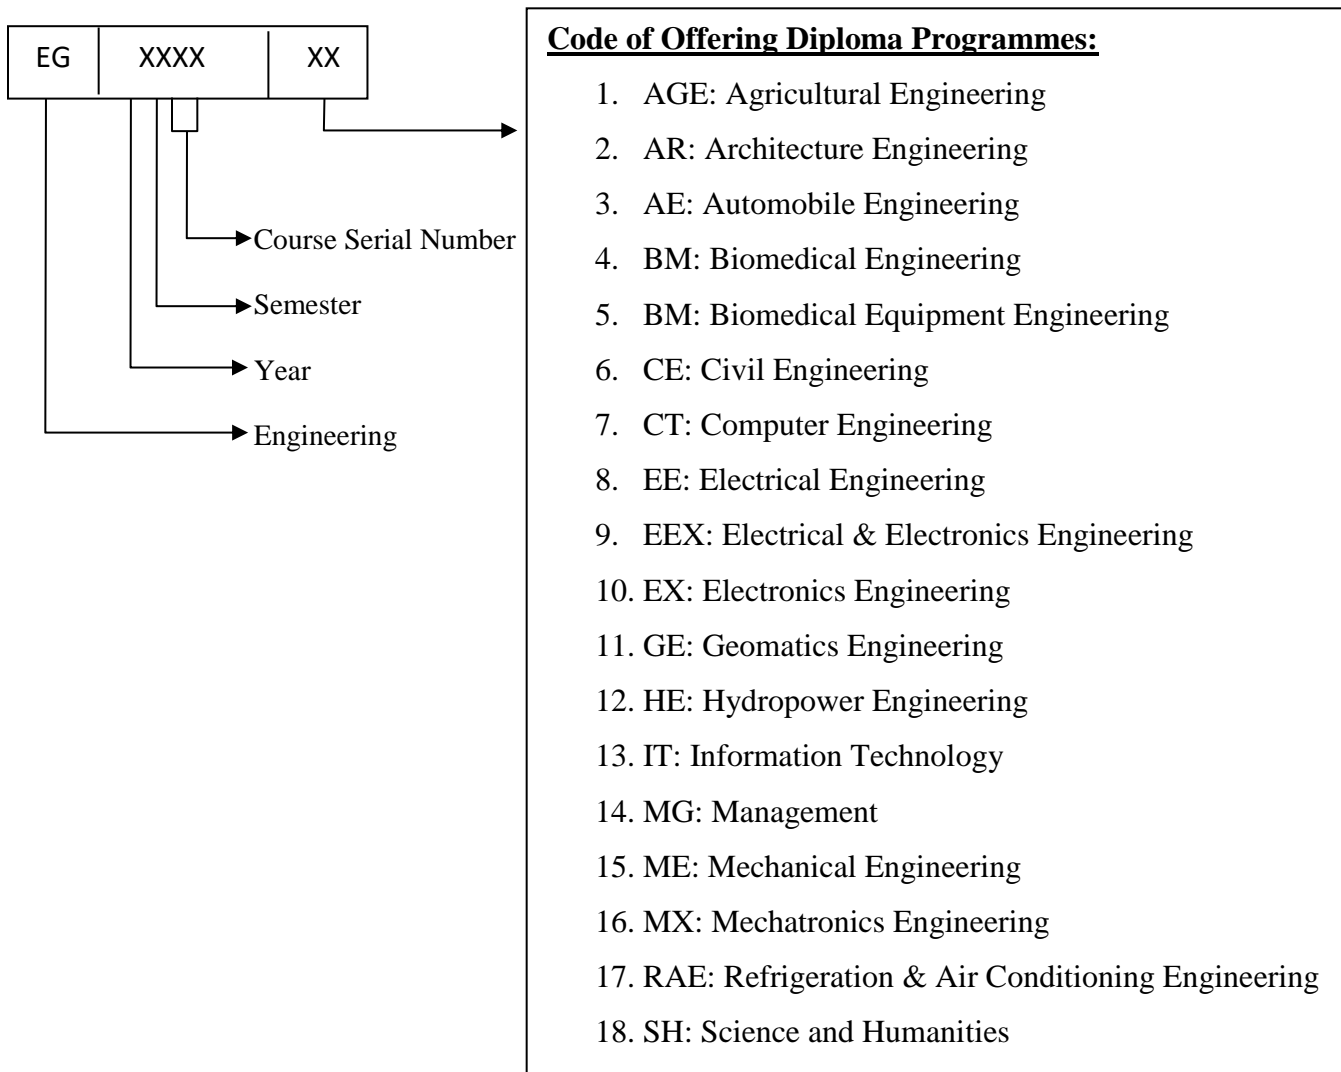 EG XXXX XX
Course Serial Number
Semester
Year
Engineering
Code of Offering Diploma Programmes:
1. AGE: Agricultural Engineering
2. AR: Architecture Engineering
3. AE: Automobile Engineering
4. BM: Biomedical Engineering
5. BM: Biomedical Equipment Engineering
6. CE: Civil Engineering
7. CT: Computer Engineering
8. EE: Electrical Engineering
9. EEX: Electrical & Electronics Engineering
10. EX: Electronics Engineering
11. GE: Geomatics Engineering
12. HE: Hydropower Engineering
13. IT: Information Technology
14. MG: Management
15. ME: Mechanical Engineering
16. MX: Mechatronics Engineering
17. RAE: Refrigeration & Air Conditioning Engineering
18. SH: Science and Humanities